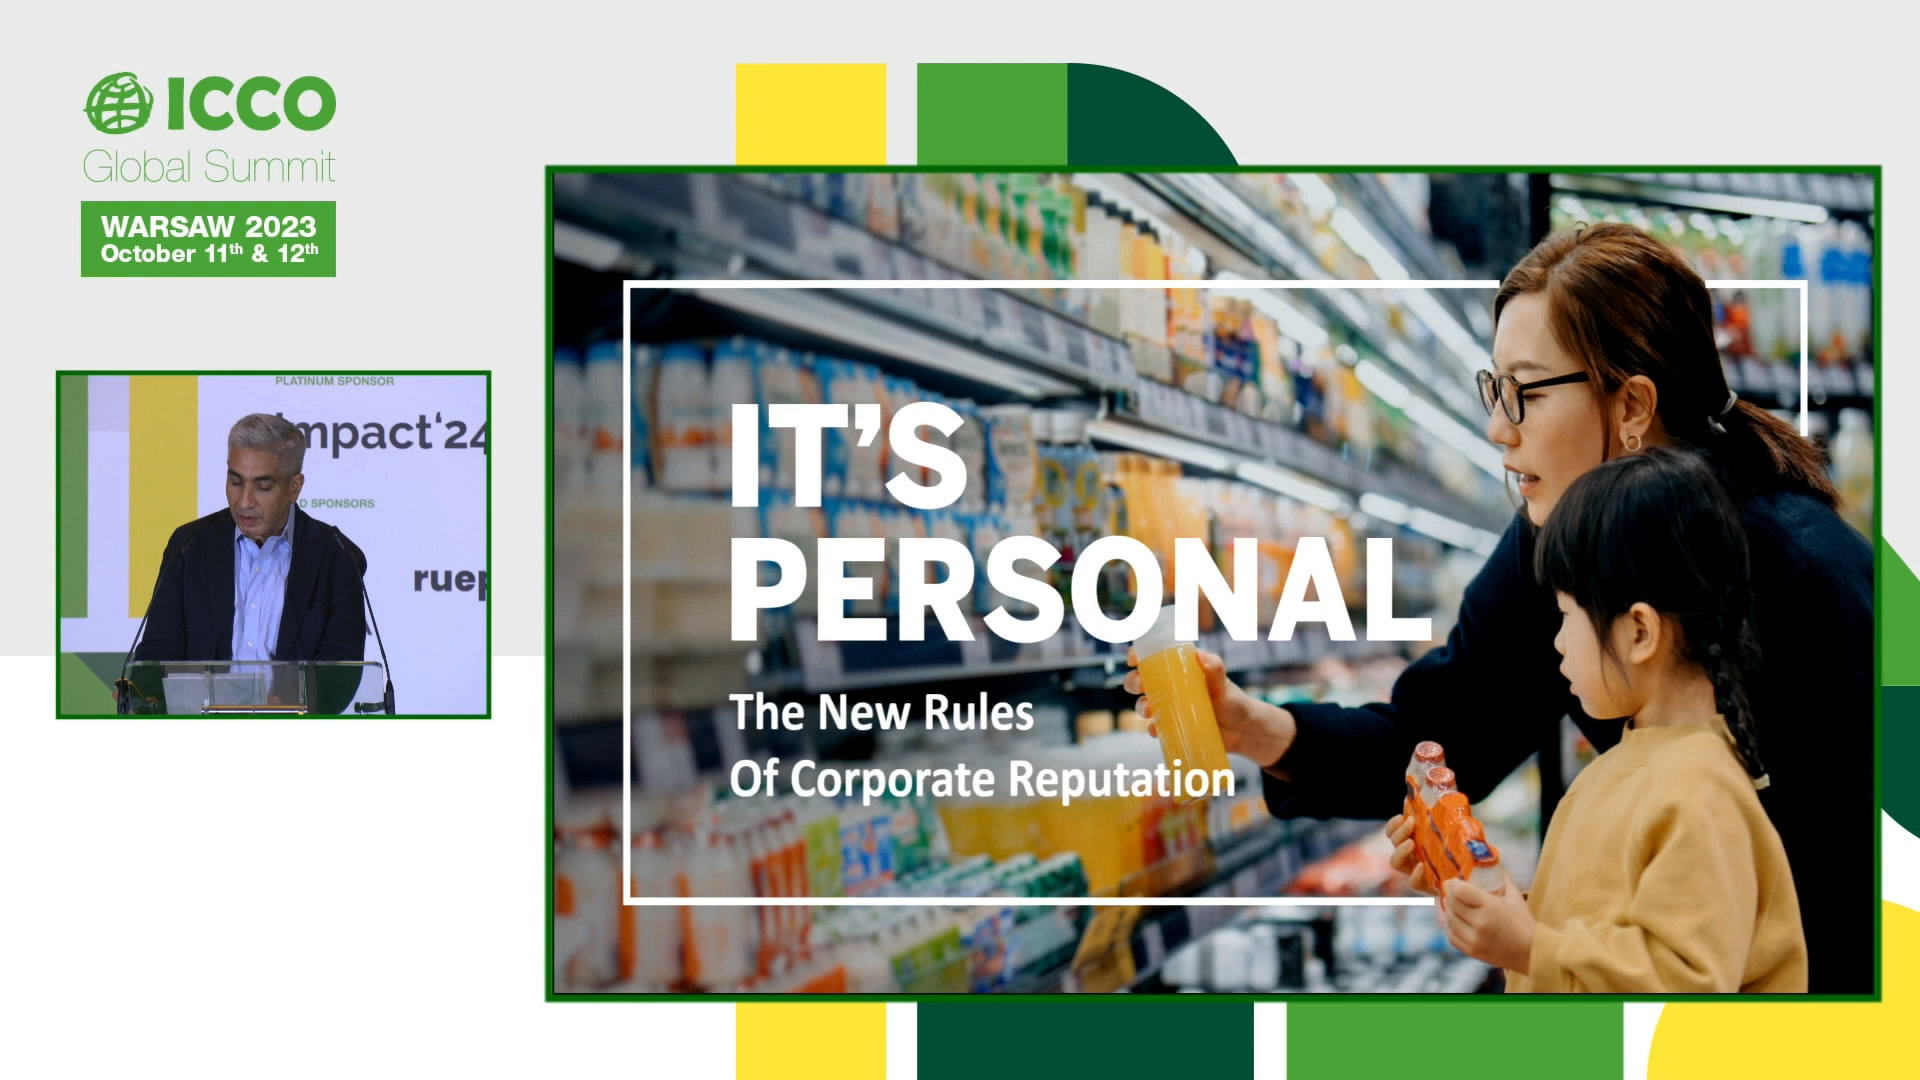 ICCO
Global Summit
WARSAW 2023
October 11th & 12th
PLATINUM SPONSOR
impact‘24
D SPONSORS
ruep
IT’S
PERSONAL
The New Rules
Of Corporate Reputation